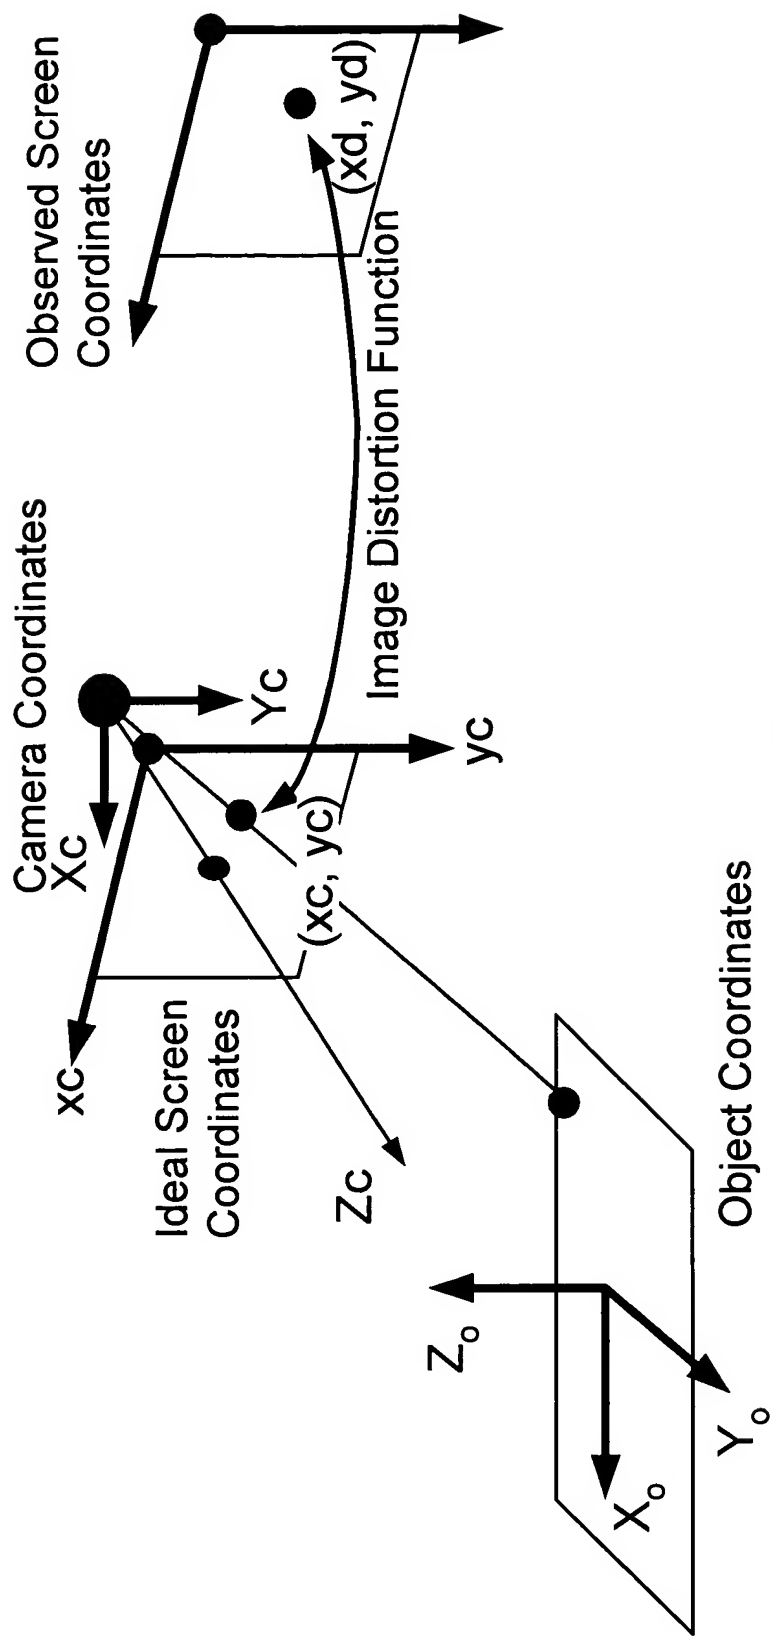 Observed Screen
Coordinates
(xd, yd)
Image Distortion Function
Camera Coordinates
Xc
Yc
xc
yc
(xc, yc)
Ideal Screen
Coordinates
Zc
Object Coordinates
Zo
Xo
Yo